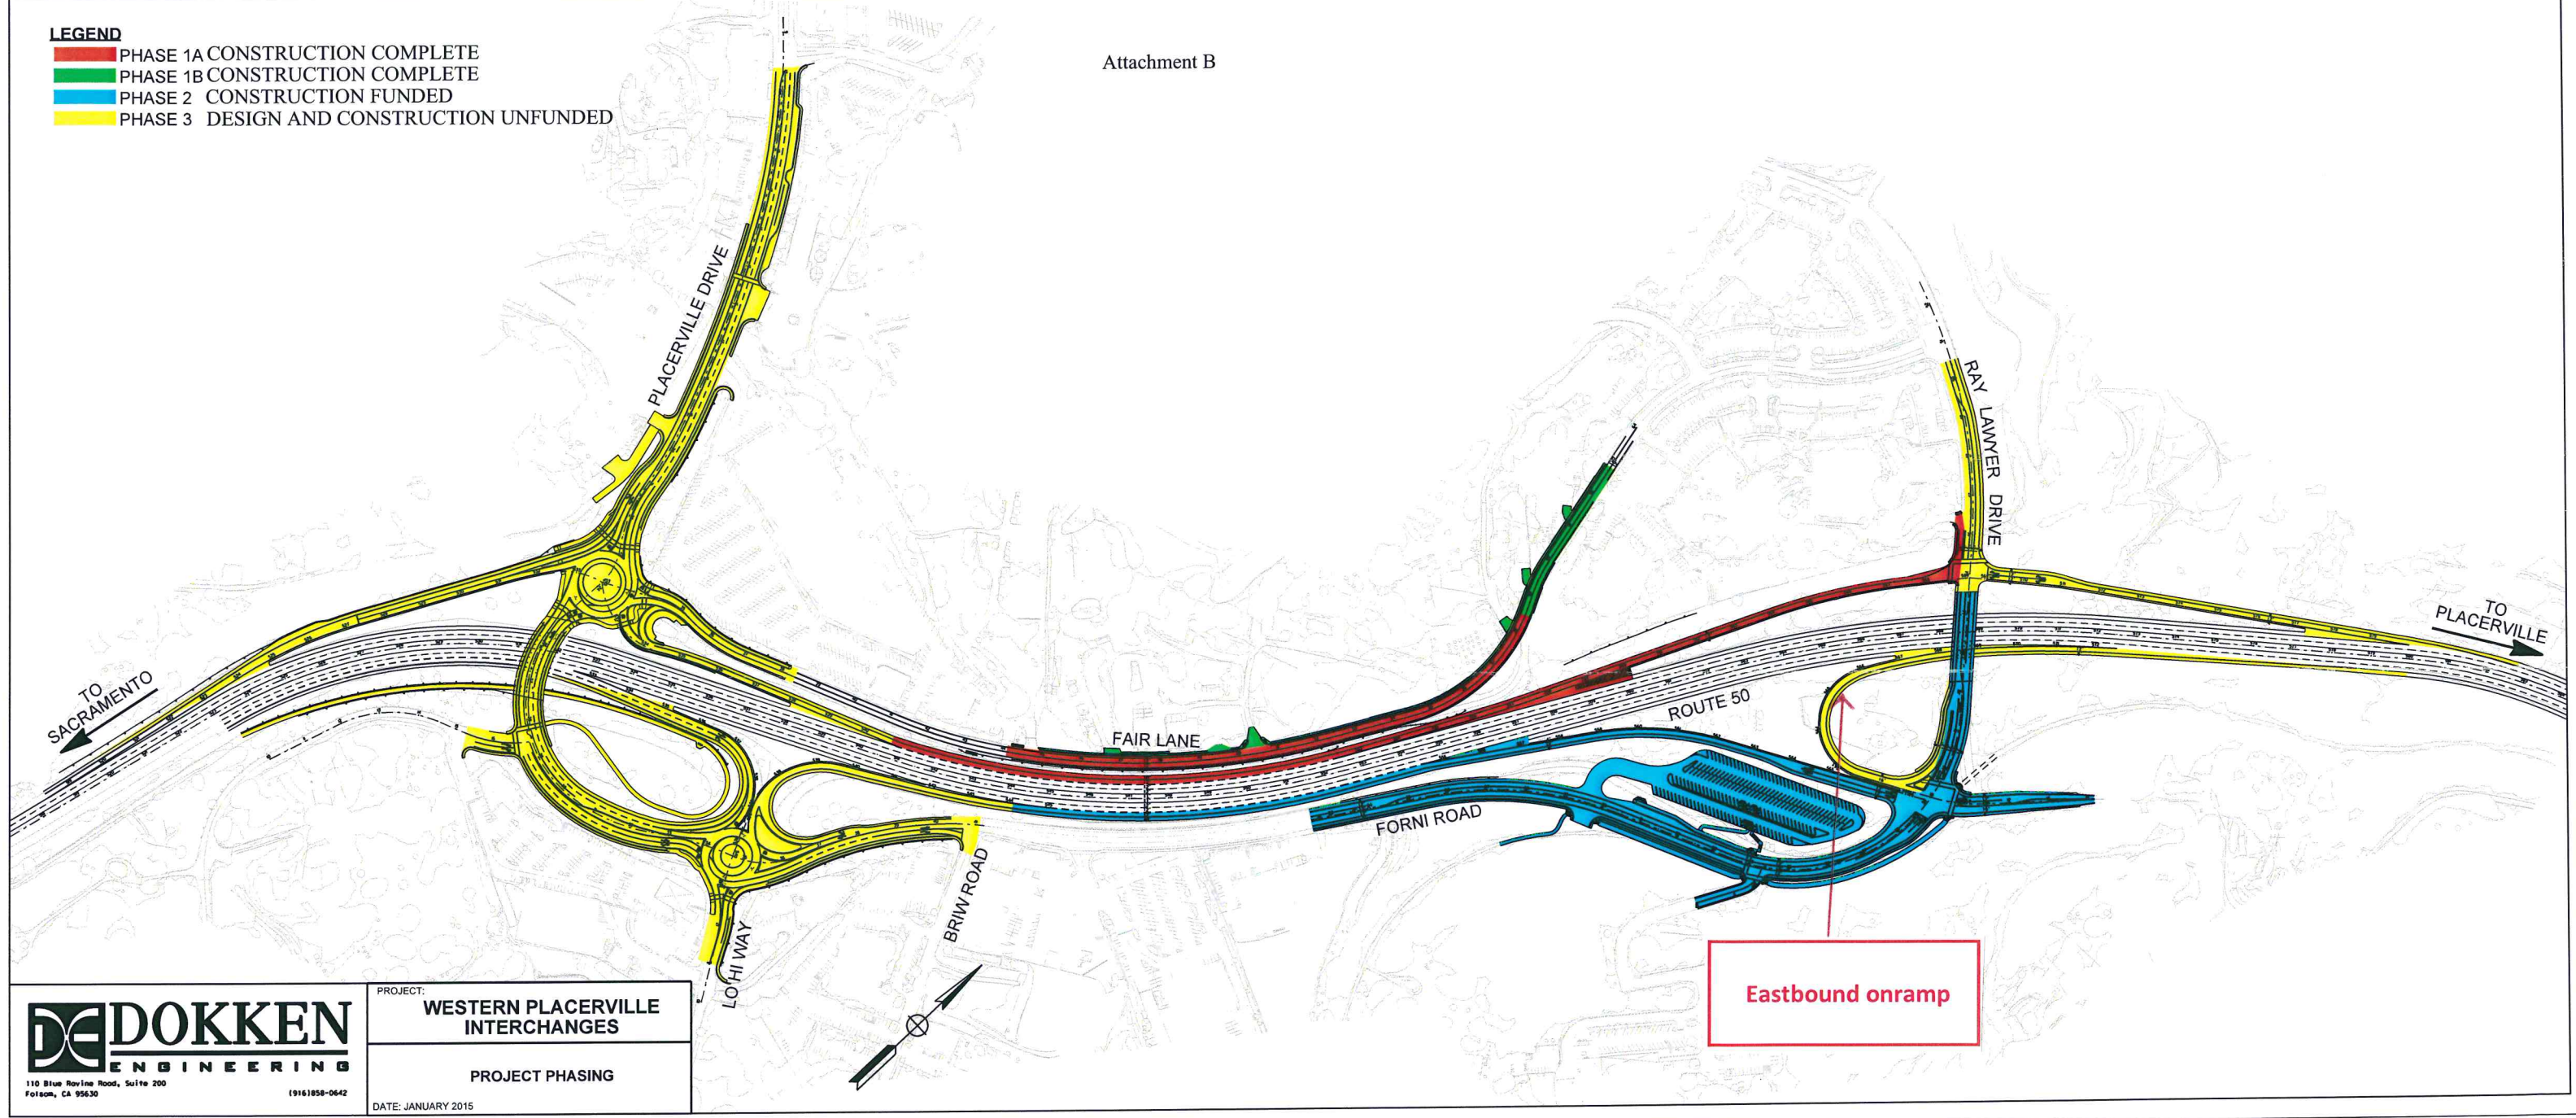 LEGEND
PHASE 1A CONSTRUCTION COMPLETE
PHASE 1B CONSTRUCTION COMPLETE
PHASE 2 CONSTRUCTION FUNDED
PHASE 3 DESIGN AND CONSTRUCTION UNFUNDED
Attachment B
PLACERVILLE DRIVE
RAY LAWYER DRIVE
TO
SACRAMENTO
TO
PLACERVILLE
FAIR LANE
ROUTE 50
FORNI ROAD
BRIW ROAD
LO HI WAY
Eastbound onramp
DOKKEN
ENGINEERING
110 Blue Ravine Road, Suite 200
Folsom, CA 95630
(916)858-0642
PROJECT:
WESTERN PLACERVILLE
INTERCHANGES
PROJECT PHASING
DATE: JANUARY 2015